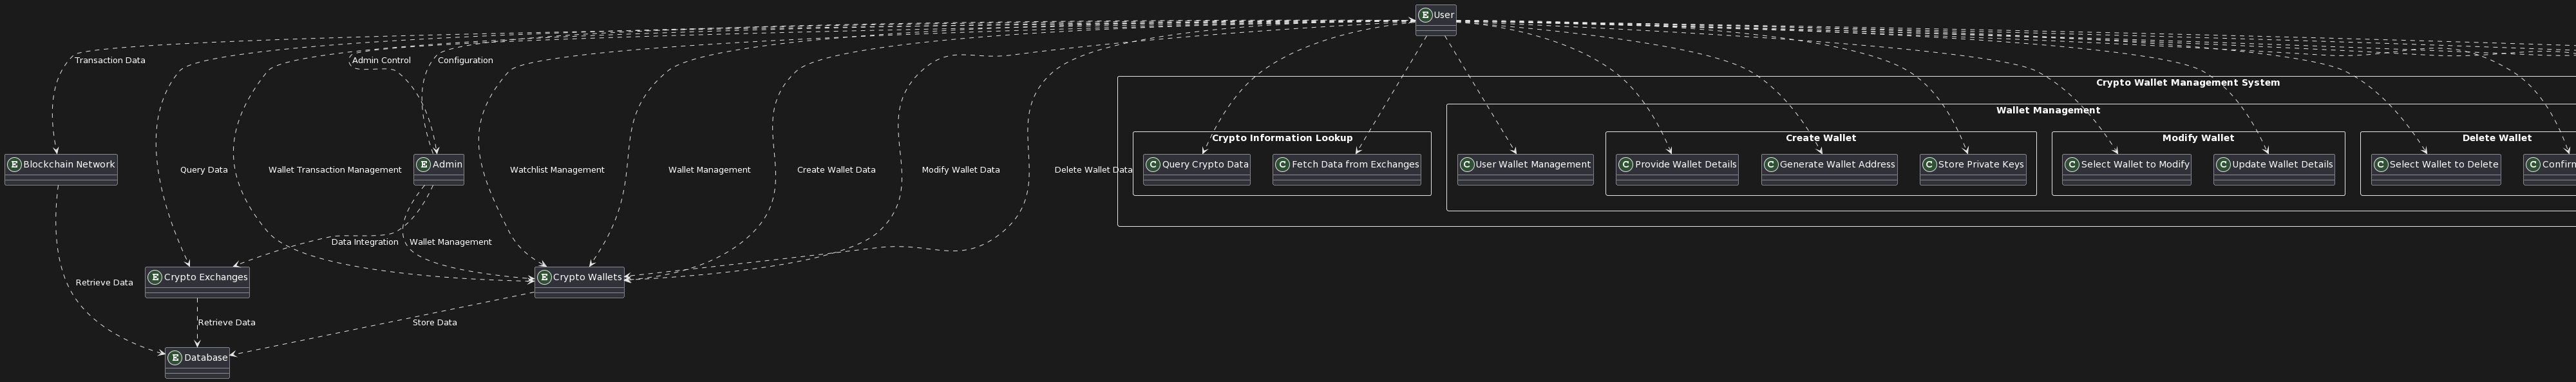 E User
Transaction Data
Admin Control
Configuration
Crypto Wallet Management System
Wallet Management
Crypto Information Lookup
Create Wallet
Modify Wallet
Delete Wallet
E Blockchain Network
Query Data
Wallet Transaction Management
E Admin
Watchlist Management
Wallet Management
Create Wallet Data
Modify Wallet Data
Delete Wallet Data
C Query Crypto Data
C Fetch Data from Exchanges
C User Wallet Management
C Provide Wallet Details
C Generate Wallet Address
C Store Private Keys
C Select Wallet to Modify
C Update Wallet Details
C Select Wallet to Delete
C
Data Integration
Wallet Management
E Crypto Exchanges
E Crypto Wallets
Retrieve Data
Retrieve Data
Store Data
E Database